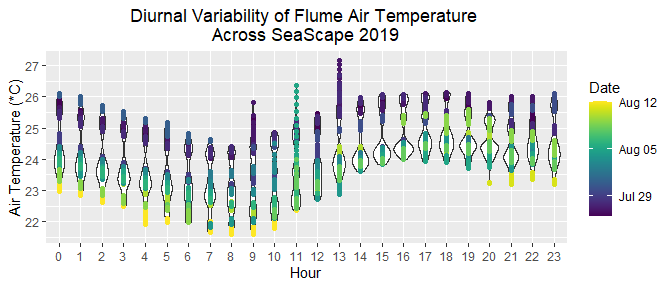 Diurnal Variability of Flume Air Temperature
Across SeaScape 2019
Air Temperature (*C)
27
26
25
24
23
22
0 1 2 3 4 5 6 7 8 9 10 11 12 13 14 15 16 17 18 19 20 21 22 23
Hour
Date
Aug 12
Aug 05
Jul 29